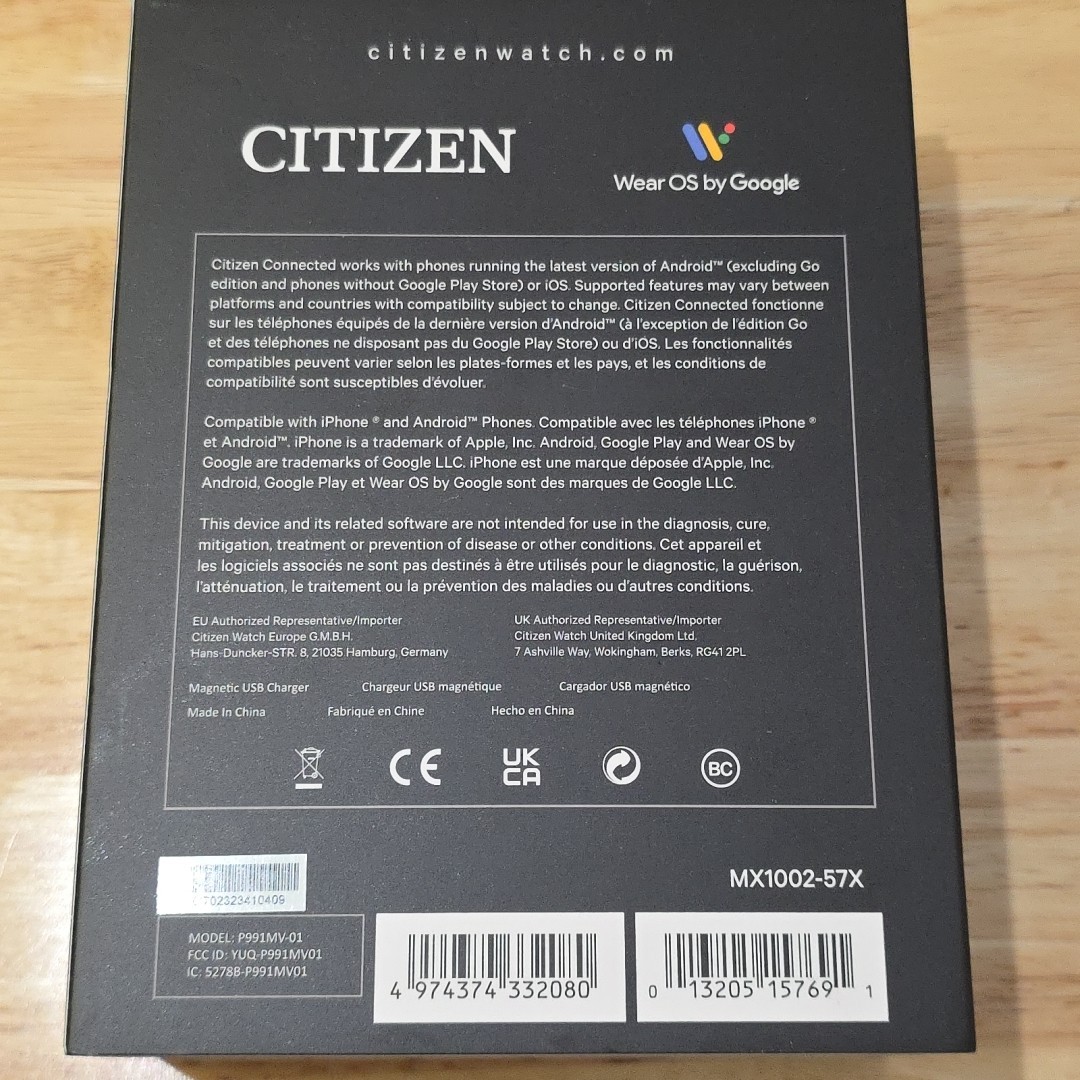 citizenwatch.com
CITIZEN
Wear OS by Google
Citizen Connected works with phones running the latest version of Android™ (excluding Go
edition and phones without Google Play Store) or iOS. Supported features may vary between
platforms and countries with compatibility subject to change. Citizen Connected fonctionne
sur les téléphones équipés de la dernière version d'Android™ (à l'exception de l'édition Go
et des téléphones ne disposant pas du Google Play Store) ou d'iOS. Les fonctionnalités
compatibles peuvent varier selon les plates-formes et les pays, et les conditions de
compatibilité sont susceptibles d'évoluer.
Compatible with iPhone ® and Android™ Phones. Compatible avec les téléphones iPhone ®
et Android™. iPhone is a trademark of Apple, Inc. Android, Google Play and Wear OS by
Google are trademarks of Google LLC. iPhone est une marque déposée d'Apple, Inc.
Android, Google Play et Wear OS by Google sont des marques de Google LLC.
This device and its related software are not intended for use in the diagnosis, cure,
mitigation, treatment or prevention of disease or other conditions. Cet appareil et
les logiciels associés ne sont pas destinés à être utilisés pour le diagnostic, la guérison,
l'atténuation, le traitement ou la prévention des maladies ou d'autres conditions.
EU Authorized Representative/Importer
Citizen Watch Europe G.M.B.H.
Hans-Duncker-STR. 8, 21035 Hamburg, Germany
UK Authorized Representative/Importer
Citizen Watch United Kingdom Ltd.
7 Ashville Way, Wokingham, Berks, RG41 2PL
Magnetic USB Charger Chargeur USB magnétique Cargador USB magnético
Made In China Fabriqué en Chine Hecho en China
CE UK CA BC
MX1002-57X
MODEL: P991MV-01
FCC ID: YUQ-P991MV01
IC: 5278B-P991MV01
4 974374 332080
0 13205 15769 1